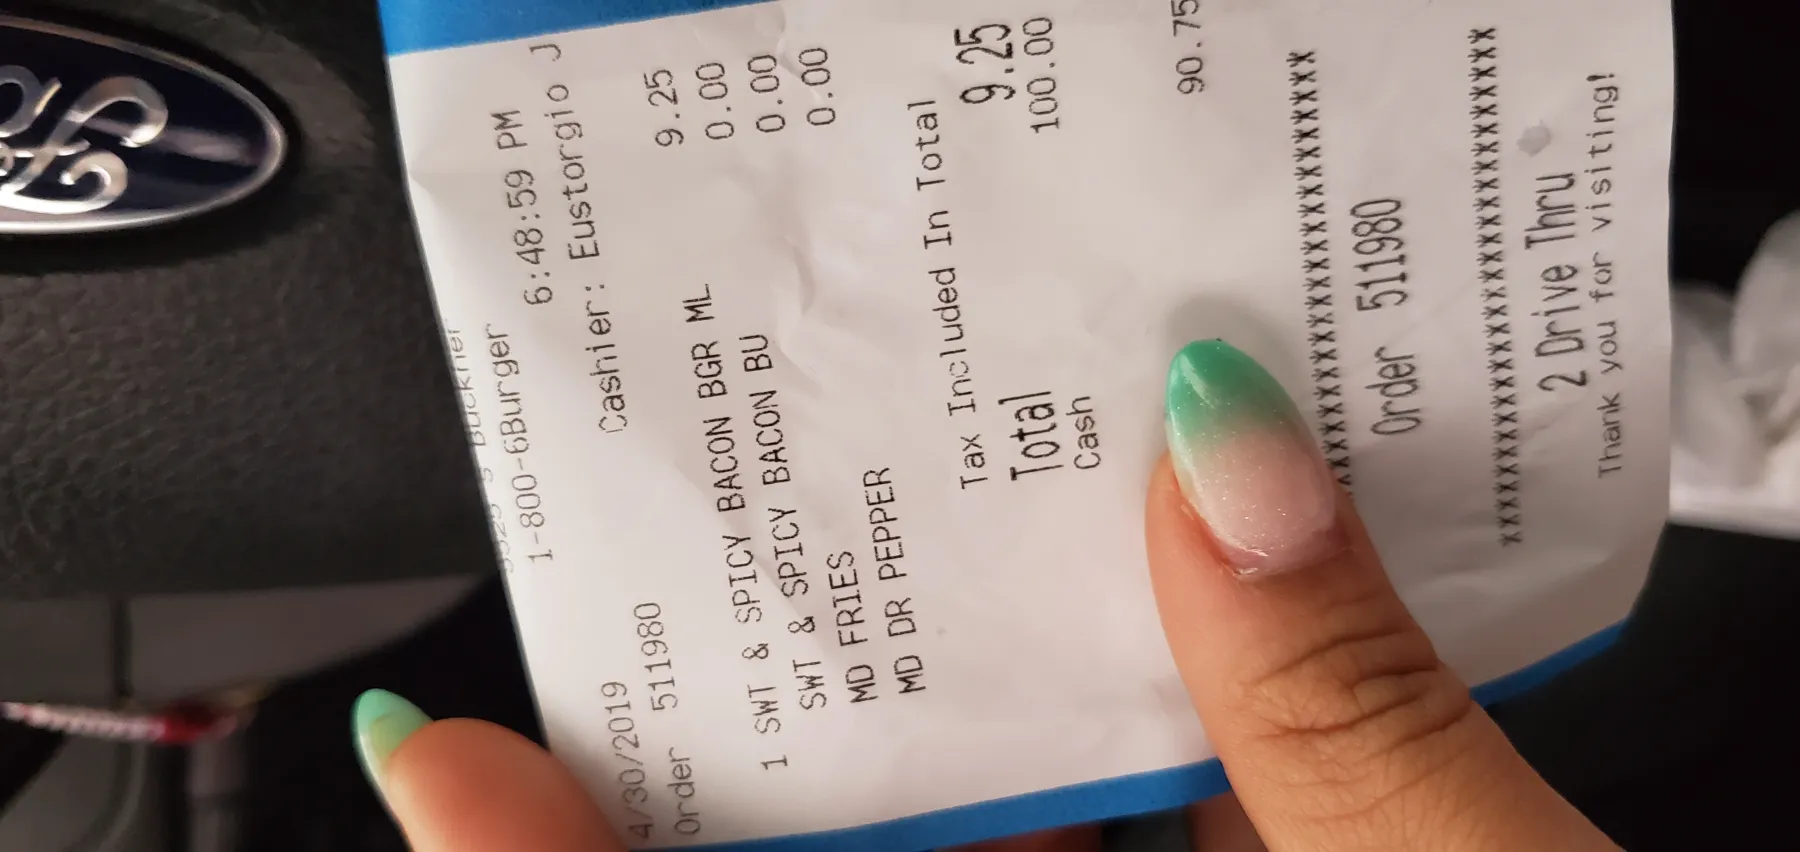 Buckner
1-800-6Burger
4/30/2019 6:48:59 PM
Order 511980 Cashier: Eustorgio J
1 SWT & SPICY BACON BGR ML 9.25
SWT & SPICY BACON BU 0.00
MD FRIES 0.00
MD DR PEPPER 0.00
Tax Included In Total
Total 9.25
Cash 100.00
90.75
Order 511980
2 Drive Thru
Thank you for visiting!